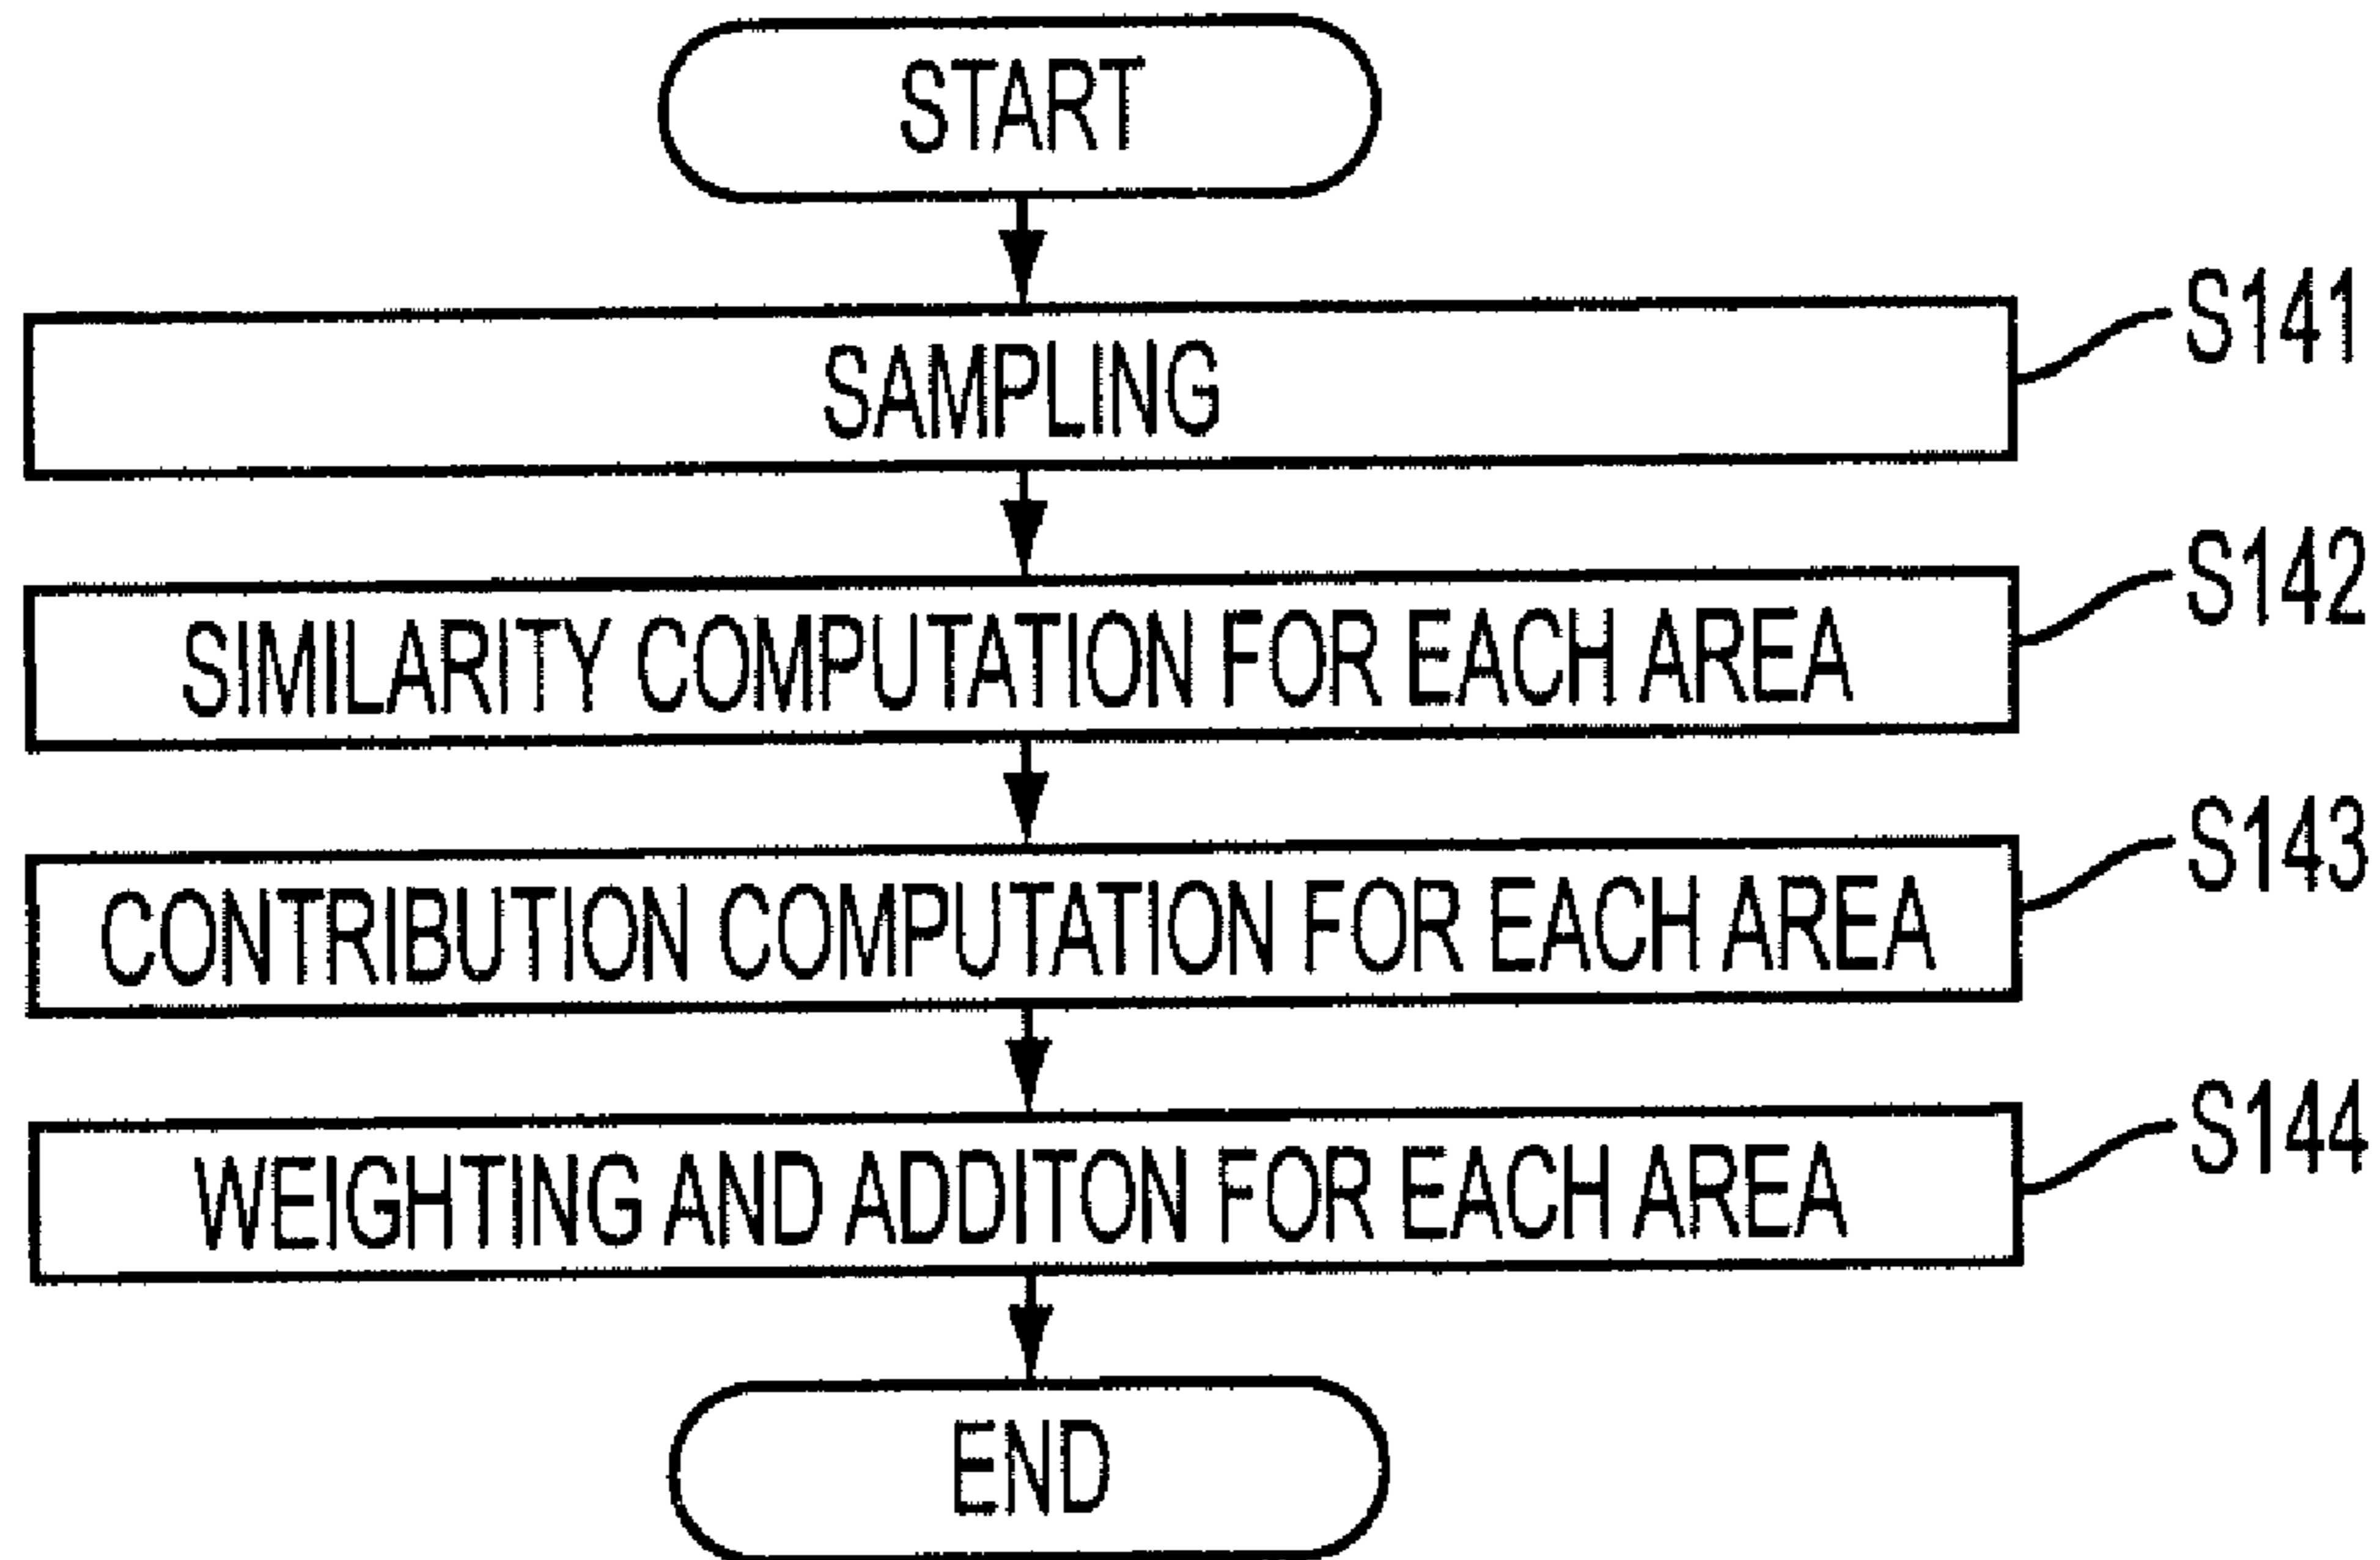 START
SAMPLING
S141
SIMILARITY COMPUTATION FOR EACH AREA
S142
CONTRIBUTION COMPUTATION FOR EACH AREA
S143
WEIGHTING AND ADDITON FOR EACH AREA
S144
END